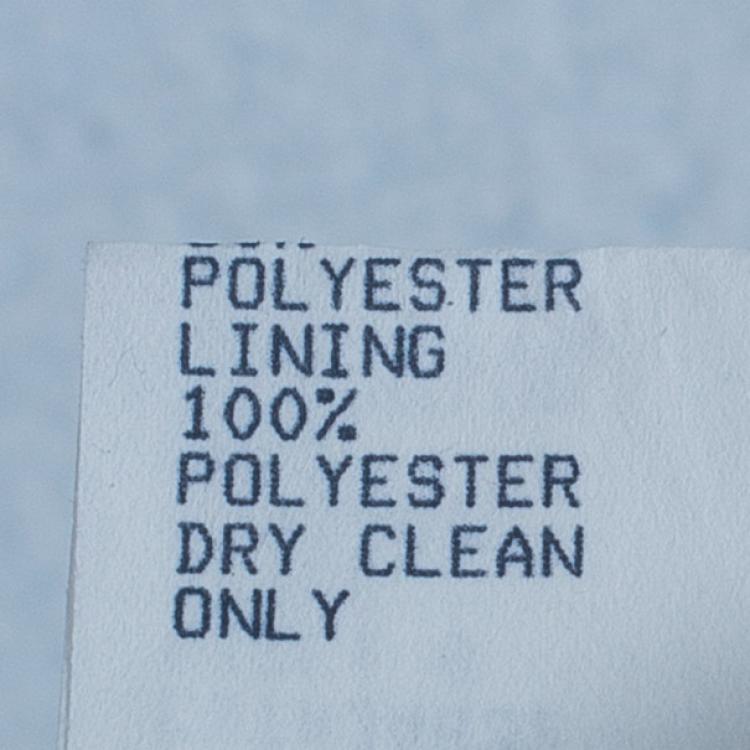 POLYESTER
LINING
100%
POLYESTER
DRY CLEAN
ONLY